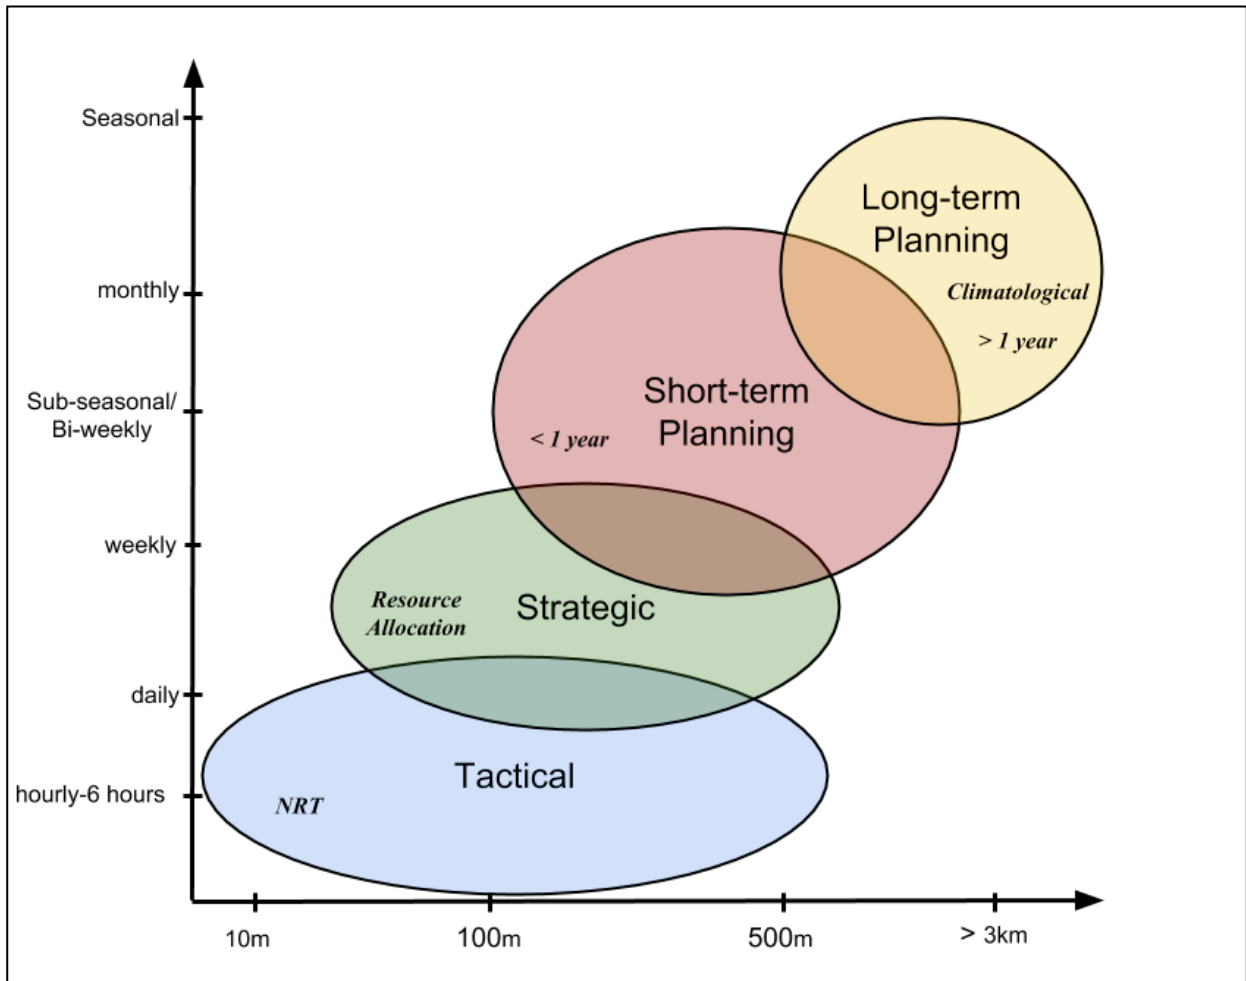 Seasonal
monthly
Sub-seasonal/
Bi-weekly
weekly
daily
hourly-6 hours
Long-term
Planning
Climatological
> 1 year
Short-term
Planning
< 1 year
Resource
Allocation
Strategic
Tactical
NRT
10m
100m
500m
> 3km